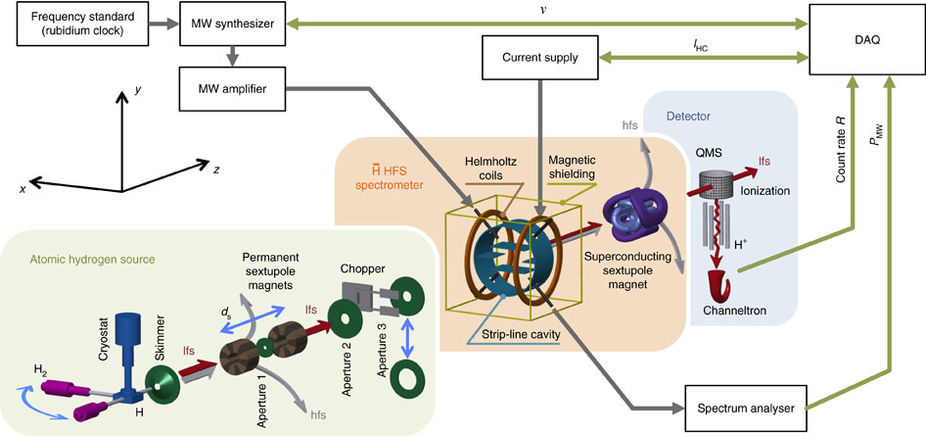 Frequency standard
(rubidium clock)
MW synthesizer
ν
DAQ
I_HC
Current supply
MW amplifier
y
x
z
Count rate R
P_MW
H̄ HFS
spectrometer
Helmholtz
coils
Magnetic
shielding
hfs
Superconducting
sextupole
magnet
Strip-line cavity
Detector
QMS
lfs
Ionization
H⁺
Channeltron
Atomic hydrogen source
Permanent
sextupole
magnets
Chopper
d_s
lfs
lfs
Cryostat
Skimmer
H₂
H
Aperture 1
Aperture 2
Aperture 3
hfs
Spectrum analyser